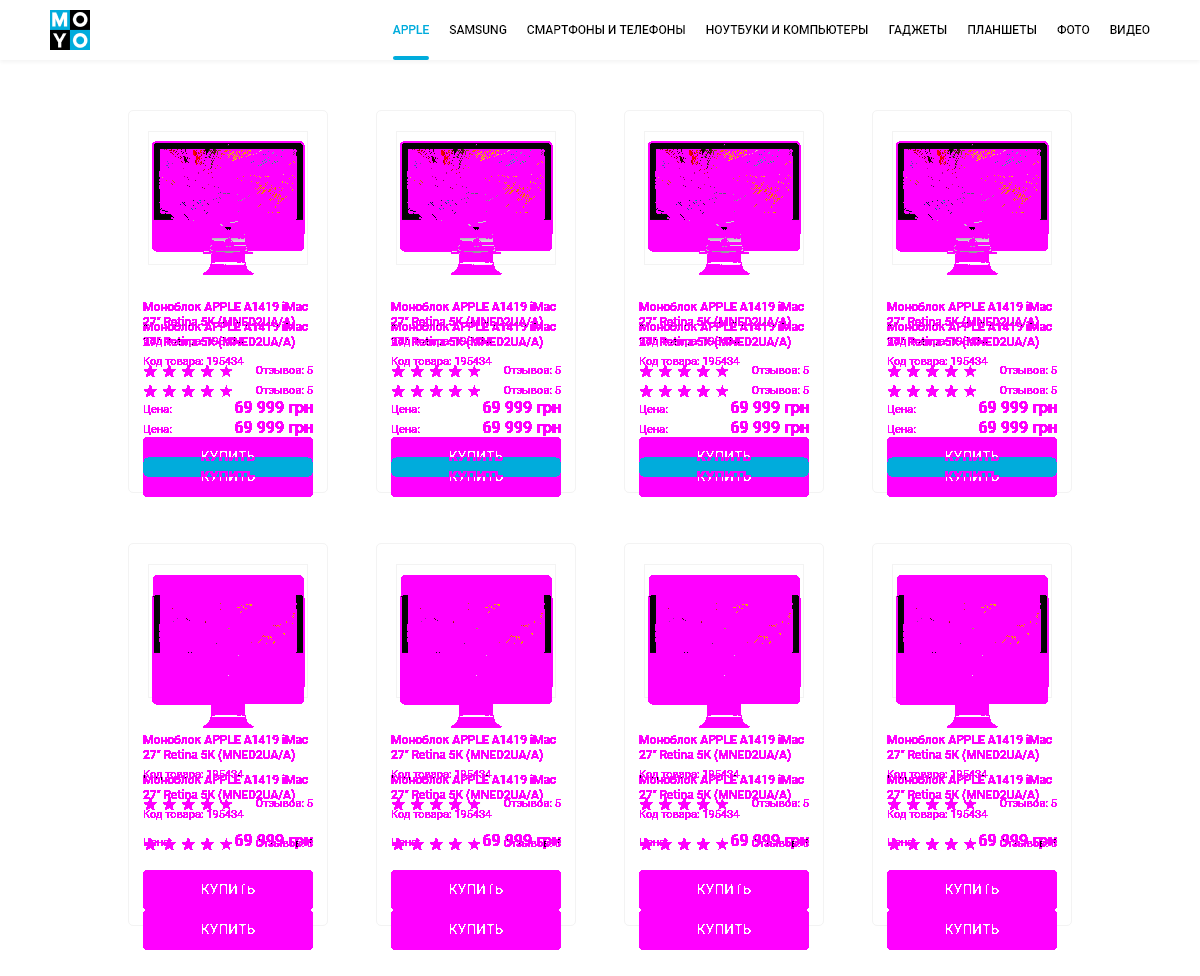 MOYO
APPLE SAMSUNG СМАРТФОНЫ И ТЕЛЕФОНЫ НОУТБУКИ И КОМПЬЮТЕРЫ ГАДЖЕТЫ ПЛАНШЕТЫ ФОТО ВИДЕО
Моноблок APPLE A1419 iMac
27" Retina 5K (MNED2UA/A)
Моноблок APPLE A1419 iMac
27" Retina 5K (MNED2UA/A)
Код товара: 195434
Отзывов: 5
Отзывов: 5
Цена: 69 999 грн
Цена: 69 999 грн
КУПИТЬ
КУПИТЬ
Моноблок APPLE A1419 iMac
27" Retina 5K (MNED2UA/A)
Моноблок APPLE A1419 iMac
27" Retina 5K (MNED2UA/A)
Код товара: 195434
Отзывов: 5
Отзывов: 5
Цена: 69 999 грн
Цена: 69 999 грн
КУПИТЬ
КУПИТЬ
Моноблок APPLE A1419 iMac
27" Retina 5K (MNED2UA/A)
Моноблок APPLE A1419 iMac
27" Retina 5K (MNED2UA/A)
Код товара: 195434
Отзывов: 5
Отзывов: 5
Цена: 69 999 грн
Цена: 69 999 грн
КУПИТЬ
КУПИТЬ
Моноблок APPLE A1419 iMac
27" Retina 5K (MNED2UA/A)
Моноблок APPLE A1419 iMac
27" Retina 5K (MNED2UA/A)
Код товара: 195434
Отзывов: 5
Отзывов: 5
Цена: 69 999 грн
Цена: 69 999 грн
КУПИТЬ
КУПИТЬ
Моноблок APPLE A1419 iMac
27" Retina 5K (MNED2UA/A)
Код товара: 195434
Моноблок APPLE A1419 iMac
27" Retina 5K (MNED2UA/A)
Отзывов: 5
Код товара: 195434
69 999 грн
КУПИТЬ
КУПИТЬ
Моноблок APPLE A1419 iMac
27" Retina 5K (MNED2UA/A)
Код товара: 195434
Моноблок APPLE A1419 iMac
27" Retina 5K (MNED2UA/A)
Отзывов: 5
Код товара: 195434
69 999 грн
КУПИТЬ
КУПИТЬ
Моноблок APPLE A1419 iMac
27" Retina 5K (MNED2UA/A)
Код товара: 195434
Моноблок APPLE A1419 iMac
27" Retina 5K (MNED2UA/A)
Отзывов: 5
Код товара: 195434
69 999 грн
КУПИТЬ
КУПИТЬ
Моноблок APPLE A1419 iMac
27" Retina 5K (MNED2UA/A)
Код товара: 195434
Моноблок APPLE A1419 iMac
27" Retina 5K (MNED2UA/A)
Отзывов: 5
Код товара: 195434
69 999 грн
КУПИТЬ
КУПИТЬ